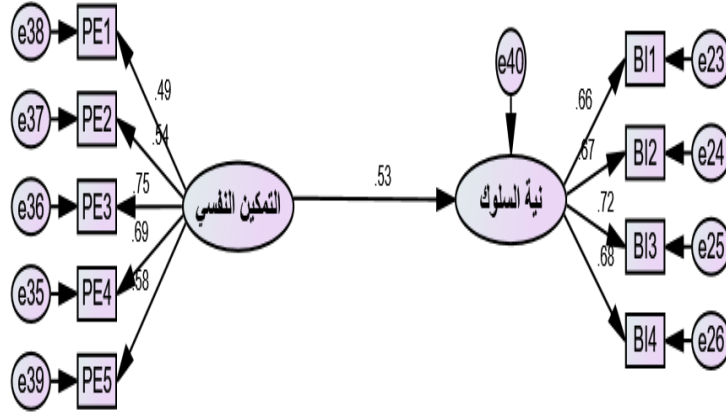 e38 PE1
e37 PE2
e36 PE3
e35 PE4
e39 PE5
.49
.54
.75
.69
.58
التمكين النفسي
.53
e40
نية السلوك
.66
.67
.72
.68
BI1 e23
BI2 e24
BI3 e25
BI4 e26